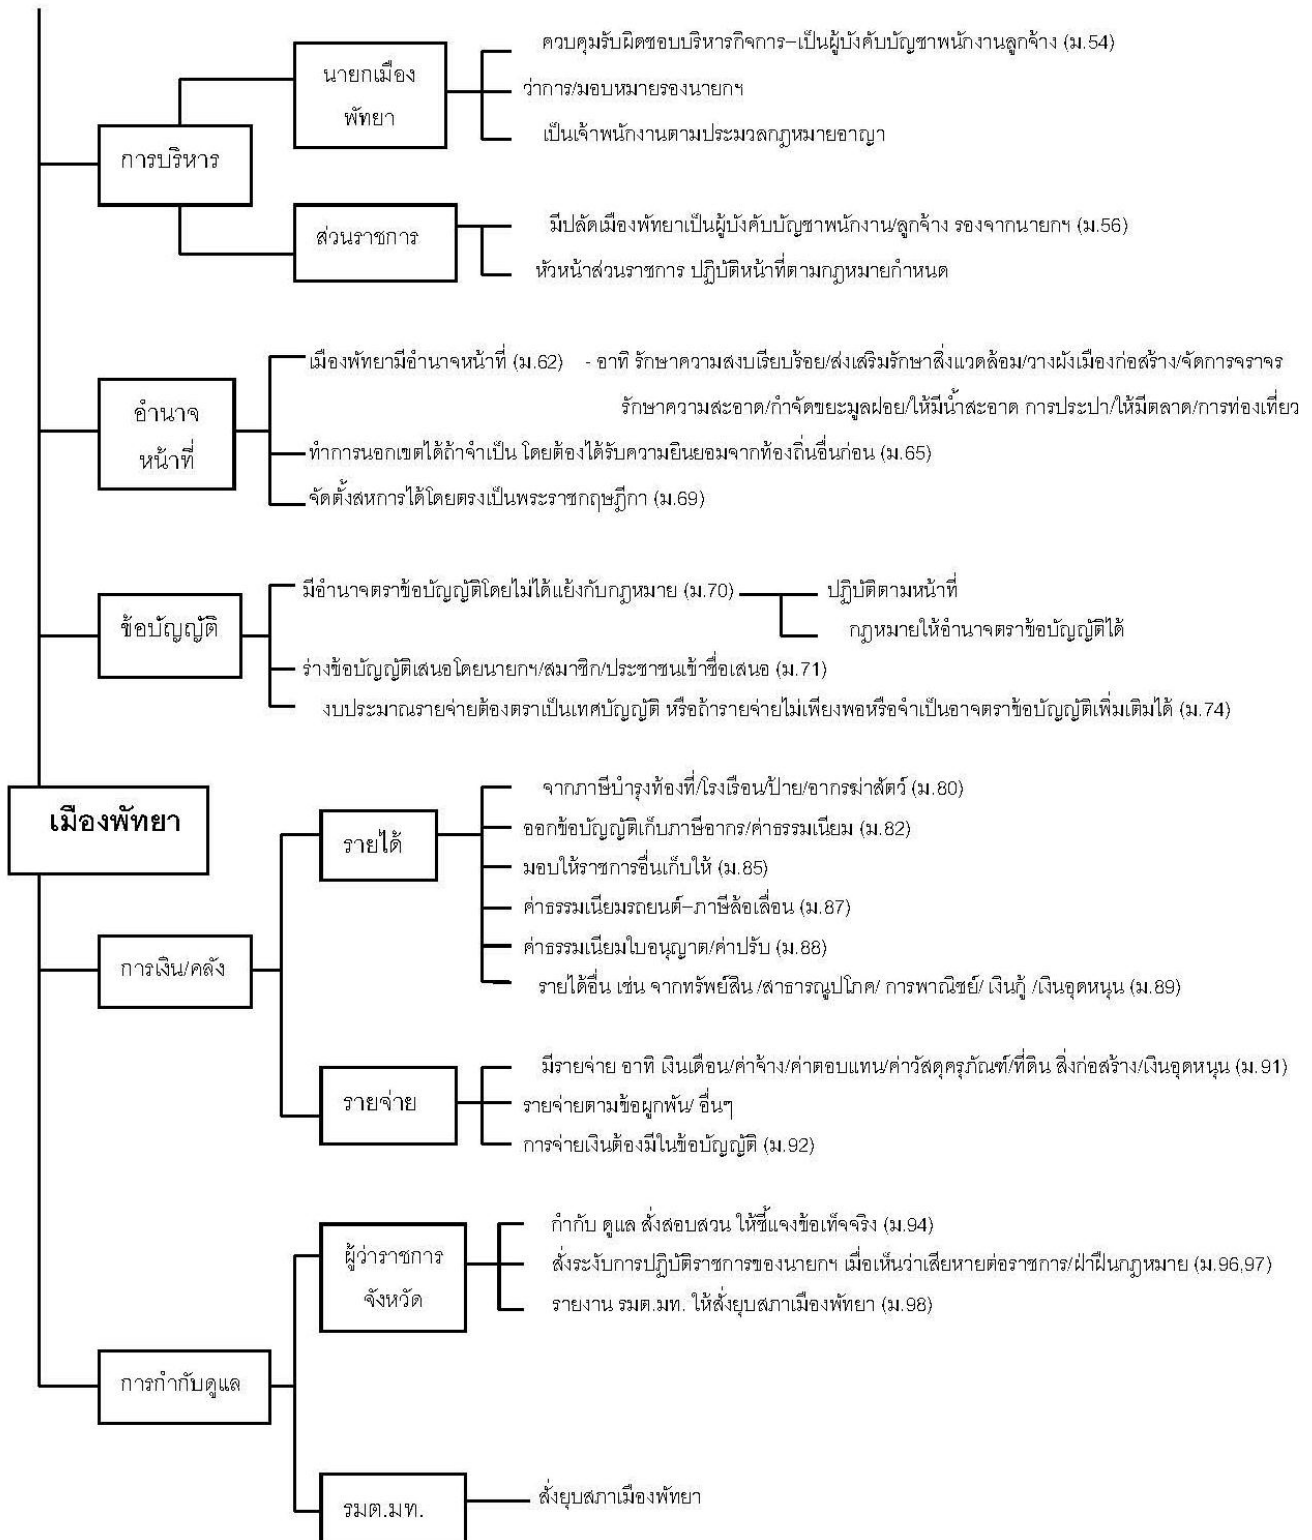 ควบคุมรับผิดชอบบริหารกิจการ–เป็นผู้บังคับบัญชาพนักงานลูกจ้าง (ม.54)
นายกเมือง
พัทยา
ว่าการ/มอบหมายรองนายกฯ
เป็นเจ้าพนักงานตามประมวลกฎหมายอาญา
การบริหาร
ส่วนราชการ
มีปลัดเมืองพัทยาเป็นผู้บังคับบัญชาพนักงาน/ลูกจ้าง รองจากนายกฯ (ม.56)
หัวหน้าส่วนราชการ ปฏิบัติหน้าที่ตามกฎหมายกำหนด
อำนาจ
หน้าที่
เมืองพัทยามีอำนาจหน้าที่ (ม.62) - อาทิ รักษาความสงบเรียบร้อย/ส่งเสริมรักษาสิ่งแวดล้อม/วางผังเมืองก่อสร้าง/จัดการจราจร
รักษาความสะอาด/กำจัดขยะมูลฝอย/ให้มีน้ำสะอาด การประปา/ให้มีตลาด/การท่องเที่ยว
ทำการนอกเขตได้ถ้าจำเป็น โดยต้องได้รับความยินยอมจากท้องถิ่นอื่นก่อน (ม.65)
จัดตั้งสหการได้โดยตรงเป็นพระราชกฤษฎีกา (ม.69)
ข้อบัญญัติ
มีอำนาจตราข้อบัญญัติโดยไม่ได้แย้งกับกฎหมาย (ม.70)
ปฏิบัติตามหน้าที่
กฎหมายให้อำนาจตราข้อบัญญัติได้
ร่างข้อบัญญัติเสนอโดยนายกฯ/สมาชิก/ประชาชนเข้าชื่อเสนอ (ม.71)
งบประมาณรายจ่ายต้องตราเป็นเทศบัญญัติ หรือถ้ารายจ่ายไม่เพียงพอหรือจำเป็นอาจตราข้อบัญญัติเพิ่มเติมได้ (ม.74)
เมืองพัทยา
การเงิน/คลัง
รายได้
จากภาษีบำรุงท้องที่/โรงเรือน/ป้าย/อากรฆ่าสัตว์ (ม.80)
ออกข้อบัญญัติเก็บภาษีอากร/ค่าธรรมเนียม (ม.82)
มอบให้ราชการอื่นเก็บให้ (ม.85)
ค่าธรรมเนียมรถยนต์–ภาษีล้อเลื่อน (ม.87)
ค่าธรรมเนียมใบอนุญาต/ค่าปรับ (ม.88)
รายได้อื่น เช่น จากทรัพย์สิน /สาธารณูปโภค/ การพาณิชย์/ เงินกู้ /เงินอุดหนุน (ม.89)
รายจ่าย
มีรายจ่าย อาทิ เงินเดือน/ค่าจ้าง/ค่าตอบแทน/ค่าวัสดุครุภัณฑ์/ที่ดิน สิ่งก่อสร้าง/เงินอุดหนุน (ม.91)
รายจ่ายตามข้อผูกพัน/ อื่นๆ
การจ่ายเงินต้องมีในข้อบัญญัติ (ม.92)
การกำกับดูแล
ผู้ว่าราชการ
จังหวัด
กำกับ ดูแล สั่งสอบสวน ให้ชี้แจงข้อเท็จจริง (ม.94)
สั่งระงับการปฏิบัติราชการของนายกฯ เมื่อเห็นว่าเสียหายต่อราชการ/ฝ่าฝืนกฎหมาย (ม.96,97)
รายงาน รมต.มท. ให้สั่งยุบสภาเมืองพัทยา (ม.98)
รมต.มท.
สั่งยุบสภาเมืองพัทยา